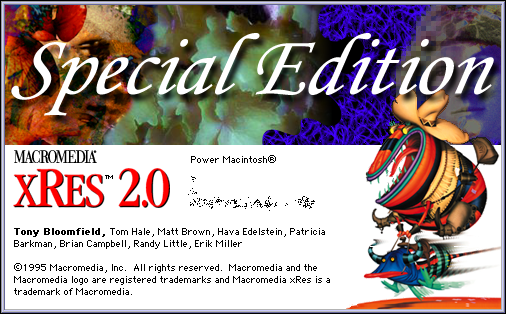 Special Edition
MACROMEDIA®
xRES™ 2.0
Power Macintosh®
Tony Bloomfield, Tom Hale, Matt Brown, Hava Edelstein, Patricia
Barkman, Brian Campbell, Randy Little, Erik Miller
©1995 Macromedia, Inc. All rights reserved. Macromedia and the
Macromedia logo are registered trademarks and Macromedia xRes is a
trademark of Macromedia.